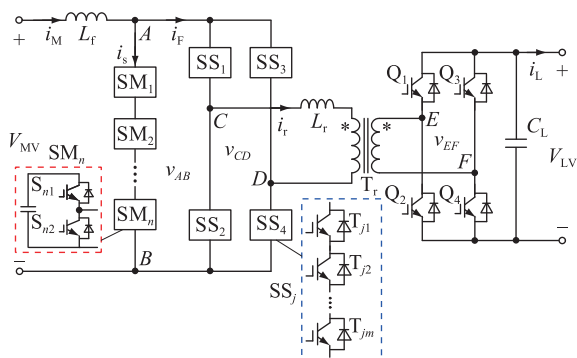 + i_M L_f A i_F
i_s SS_1 SS_3 Q_1 Q_3 i_L +
SM_1
C i_r L_r * * E C_L
SM_2
V_MV SM_n v_AB v_CD v_EF V_LV
D T_r F
S_n1 SM_n SS_2 SS_4 Q_2 Q_4
S_n2 T_j1
− B SS_j T_j2 −
T_jm